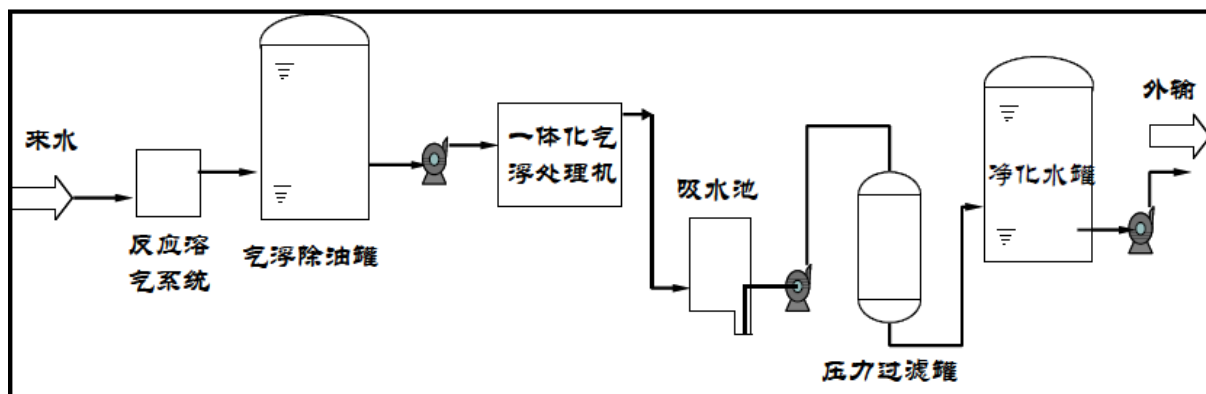 来水
反应溶
气系统
气浮除油罐
一体化气
浮处理机
吸水池
压力过滤罐
净化水罐
外输